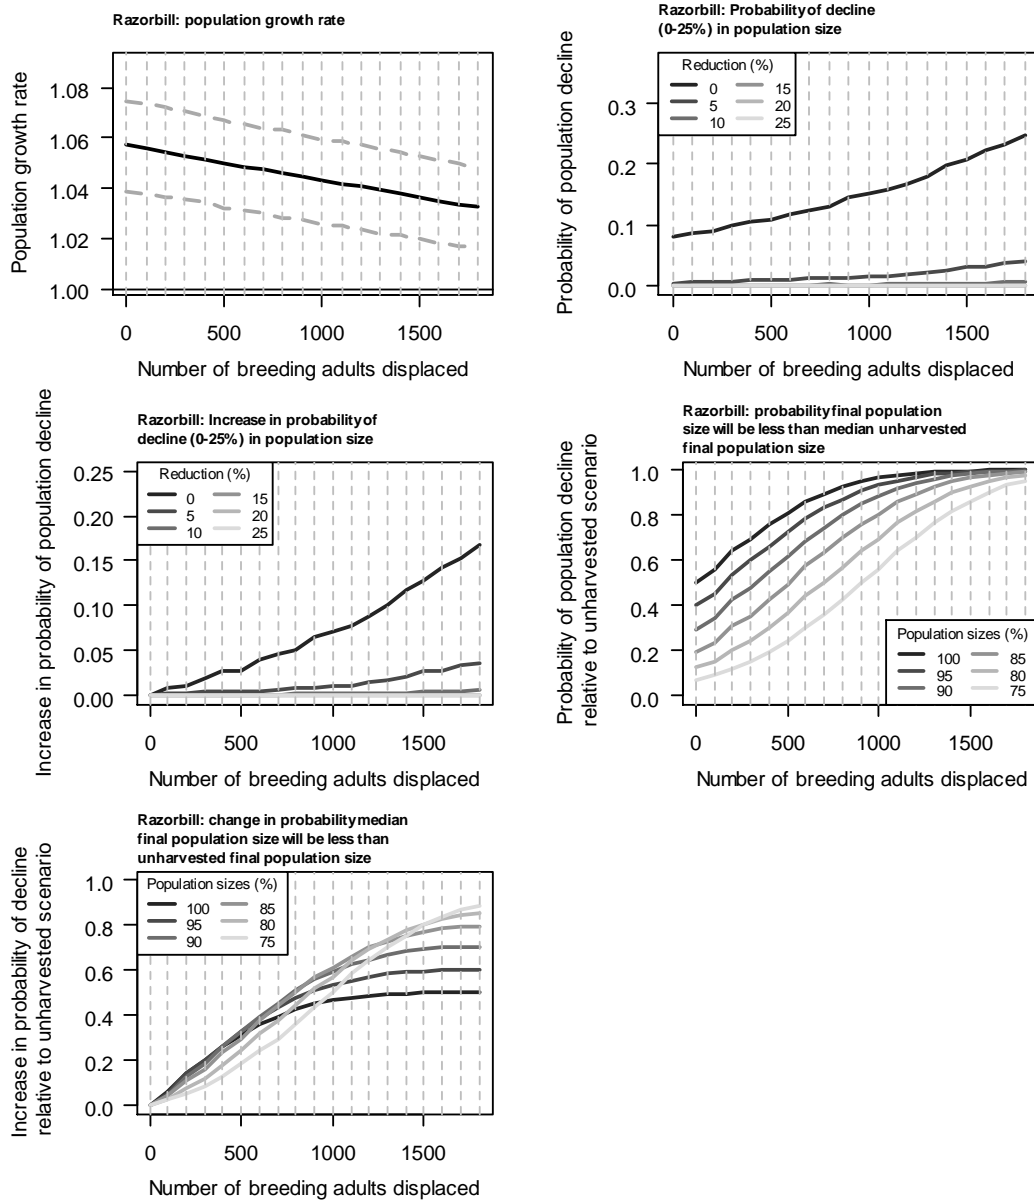 Razorbill: population growth rate
Population growth rate
1.08
1.06
1.04
1.02
1.00
0 500 1000 1500
Number of breeding adults displaced
Razorbill: Probability of decline
(0-25%) in population size
Probability of population decline
Reduction (%)
0 15
5 20
10 25
0.3
0.2
0.1
0.0
0 500 1000 1500
Number of breeding adults displaced
Razorbill: Increase in probability of
decline (0-25%) in population size
Increase in probability of population decline
Reduction (%)
0 15
5 20
10 25
0.25
0.20
0.15
0.10
0.05
0.00
0 500 1000 1500
Number of breeding adults displaced
Razorbill: probability final population
size will be less than median unharvested
final population size
Probability of population decline
relative to unharvested scenario
1.0
0.8
0.6
0.4
0.2
0.0
Population sizes (%)
100 85
95 80
90 75
0 500 1000 1500
Number of breeding adults displaced
Razorbill: change in probability median
final population size will be less than
unharvested final population size
Increase in probability of decline
relative to unharvested scenario
Population sizes (%)
100 85
95 80
90 75
1.0
0.8
0.6
0.4
0.2
0.0
0 500 1000 1500
Number of breeding adults displaced